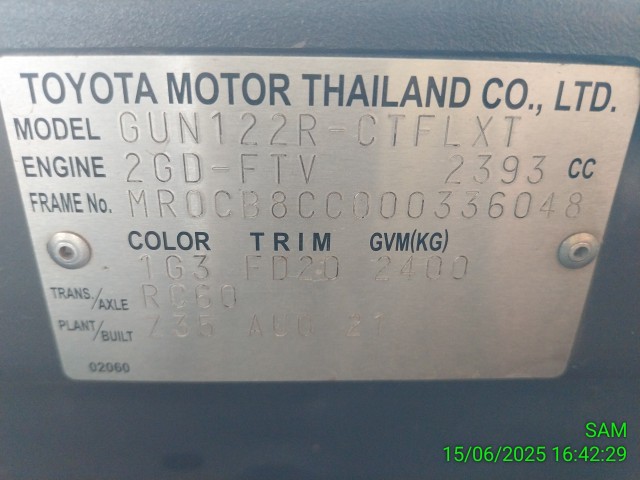 TOYOTA MOTOR THAILAND CO., LTD.
MODEL GUN122R-CTFLXT
ENGINE 2GD-FTV 2393 CC
FRAME No. MR0CB8CC000336048
COLOR TRIM GVM(KG)
1G3 FD20 2400
TRANS./AXLE RC60
PLANT/BUILT 735 AUG 21
02060
SAM
15/06/2025 16:42:29